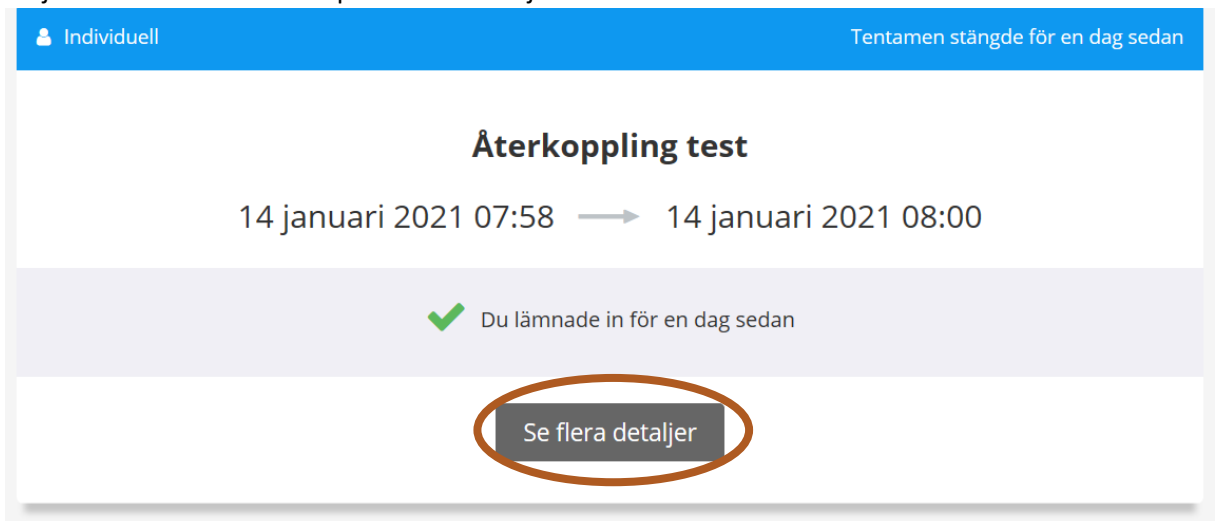 Individuell
Tentamen stängde för en dag sedan
Återkoppling test
14 januari 2021 07:58 → 14 januari 2021 08:00
Du lämnade in för en dag sedan
Se flera detaljer